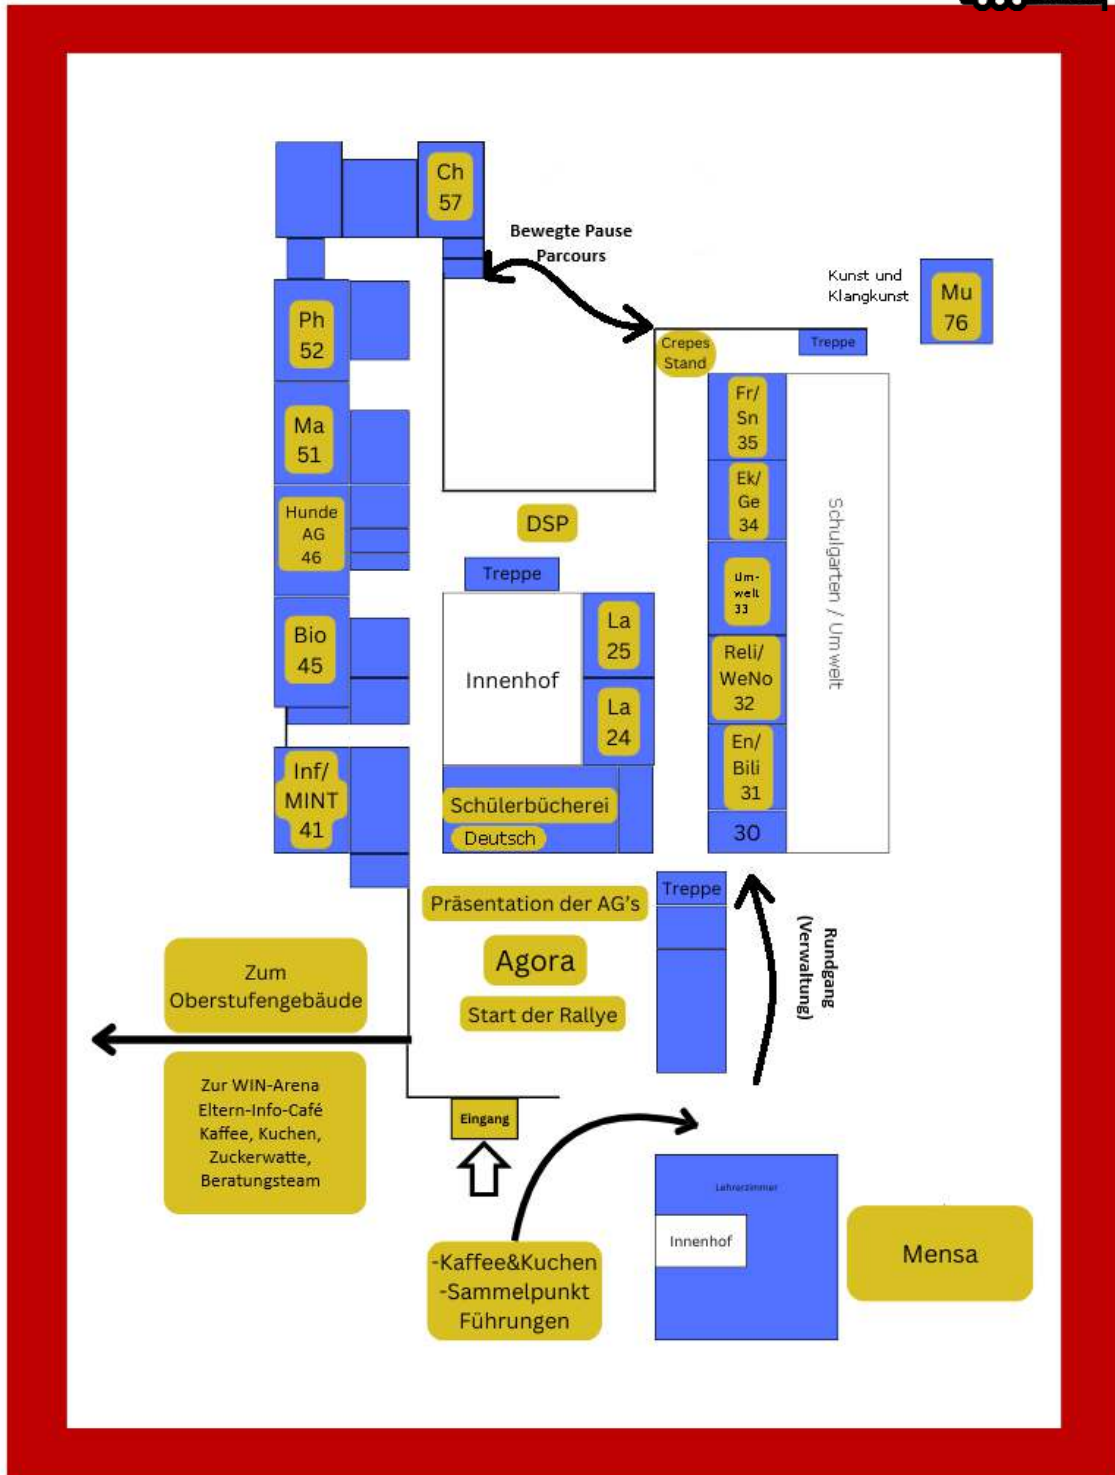 Ch
57
Bewegte Pause
Parcours
Kunst und
Klangkunst
Mu
76
Ph
52
Crepes
Stand
Treppe
Fr/
Sn
35
Ma
51
Ek/
Ge
34
Hunde
AG
46
DSP
Treppe
Um-
welt
33
Schulgarten / Umwelt
Bio
45
Innenhof
La
25
La
24
Reli/
WeNo
32
En/
Bili
31
30
Inf/
MINT
41
Schülerbücherei
Deutsch
Präsentation der AG's
Agora
Start der Rallye
Treppe
Rundgang
(Verwaltung)
Zum
Oberstufengebäude
Zur WIN-Arena
Eltern-Info-Café
Kaffee, Kuchen,
Zuckerwatte,
Beratungsteam
Eingang
-Kaffee&Kuchen
-Sammelpunkt
Führungen
Lehrerzimmer
Innenhof
Mensa